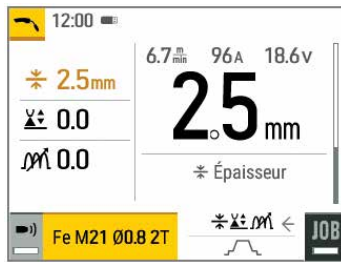 12:00
6.7 m/min 96A 18.6V
2.5mm
0.0
0.0
2.5 mm
Épaisseur
Fe M21 Ø0.8 2T
JOB